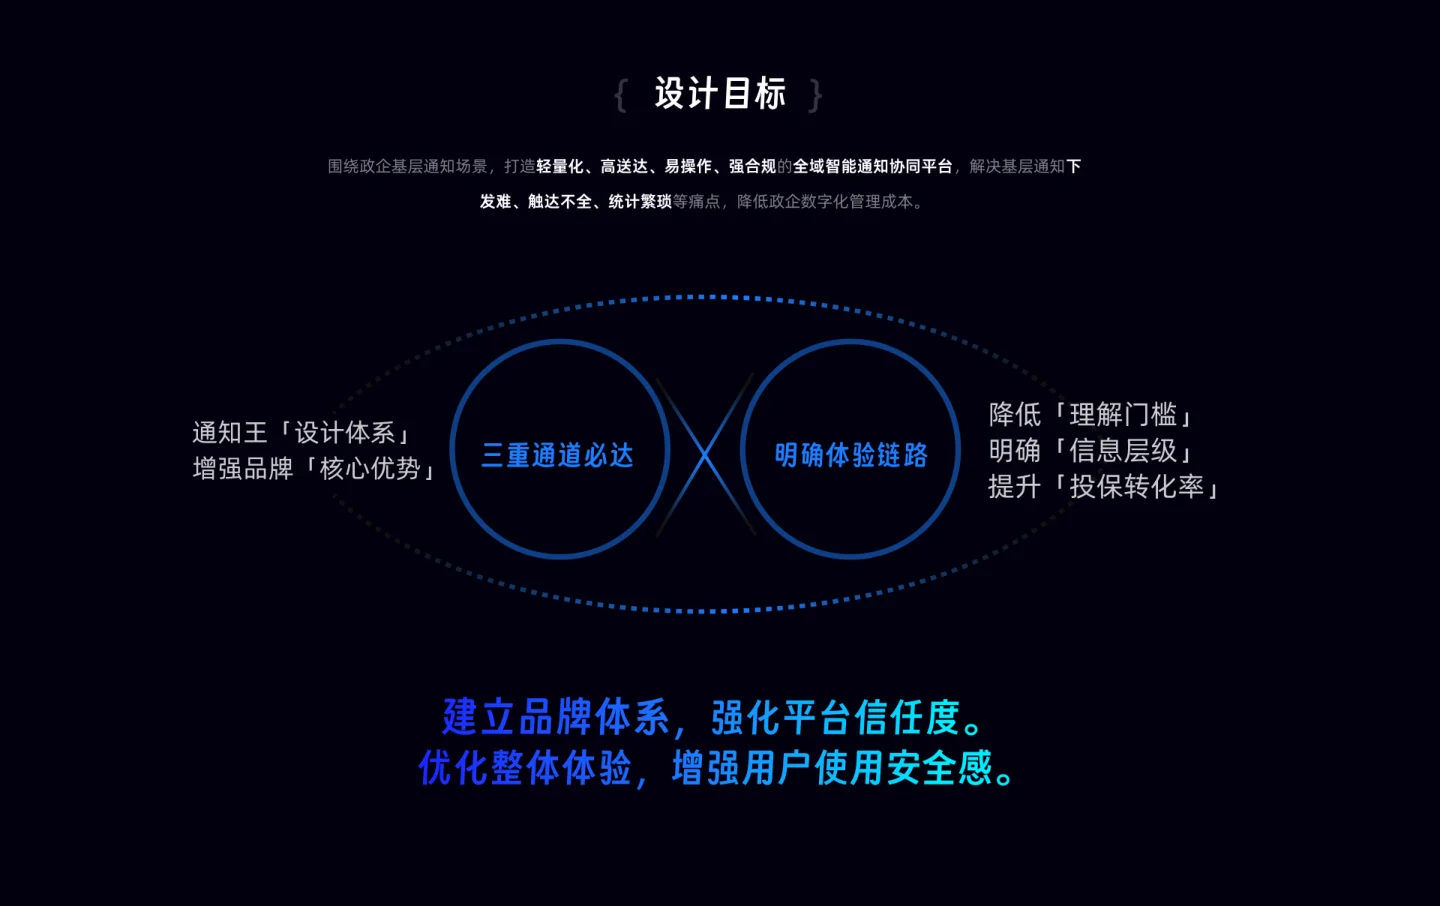 { 设计目标 }
围绕政企基层通知场景，打造轻量化、高送达、易操作、强合规的全域智能通知协同平台，解决基层通知下
发难、触达不全、统计繁琐等痛点，降低政企数字化管理成本。
通知王「设计体系」
增强品牌「核心优势」
三重通道必达
明确体验链路
降低「理解门槛」
明确「信息层级」
提升「投保转化率」
建立品牌体系，强化平台信任度。
优化整体体验，增强用户使用安全感。